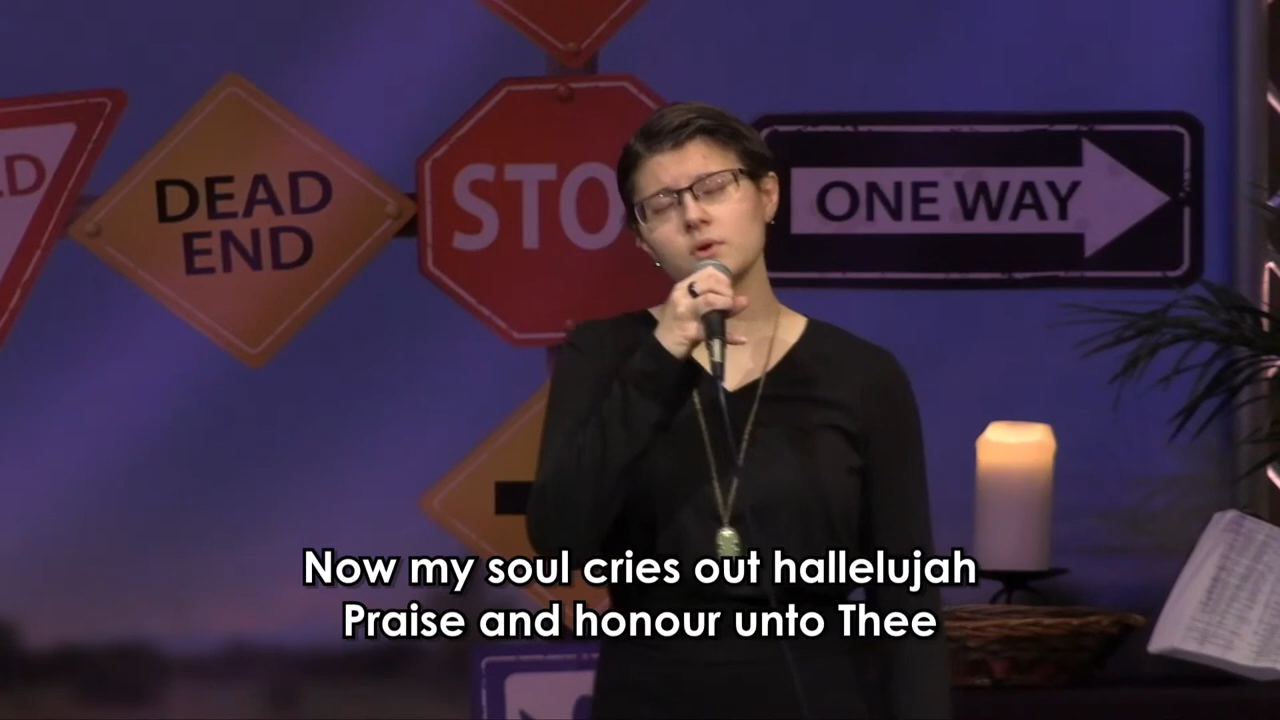 DEAD
END
STO
ONE WAY
Now my soul cries out hallelujah
Praise and honour unto Thee